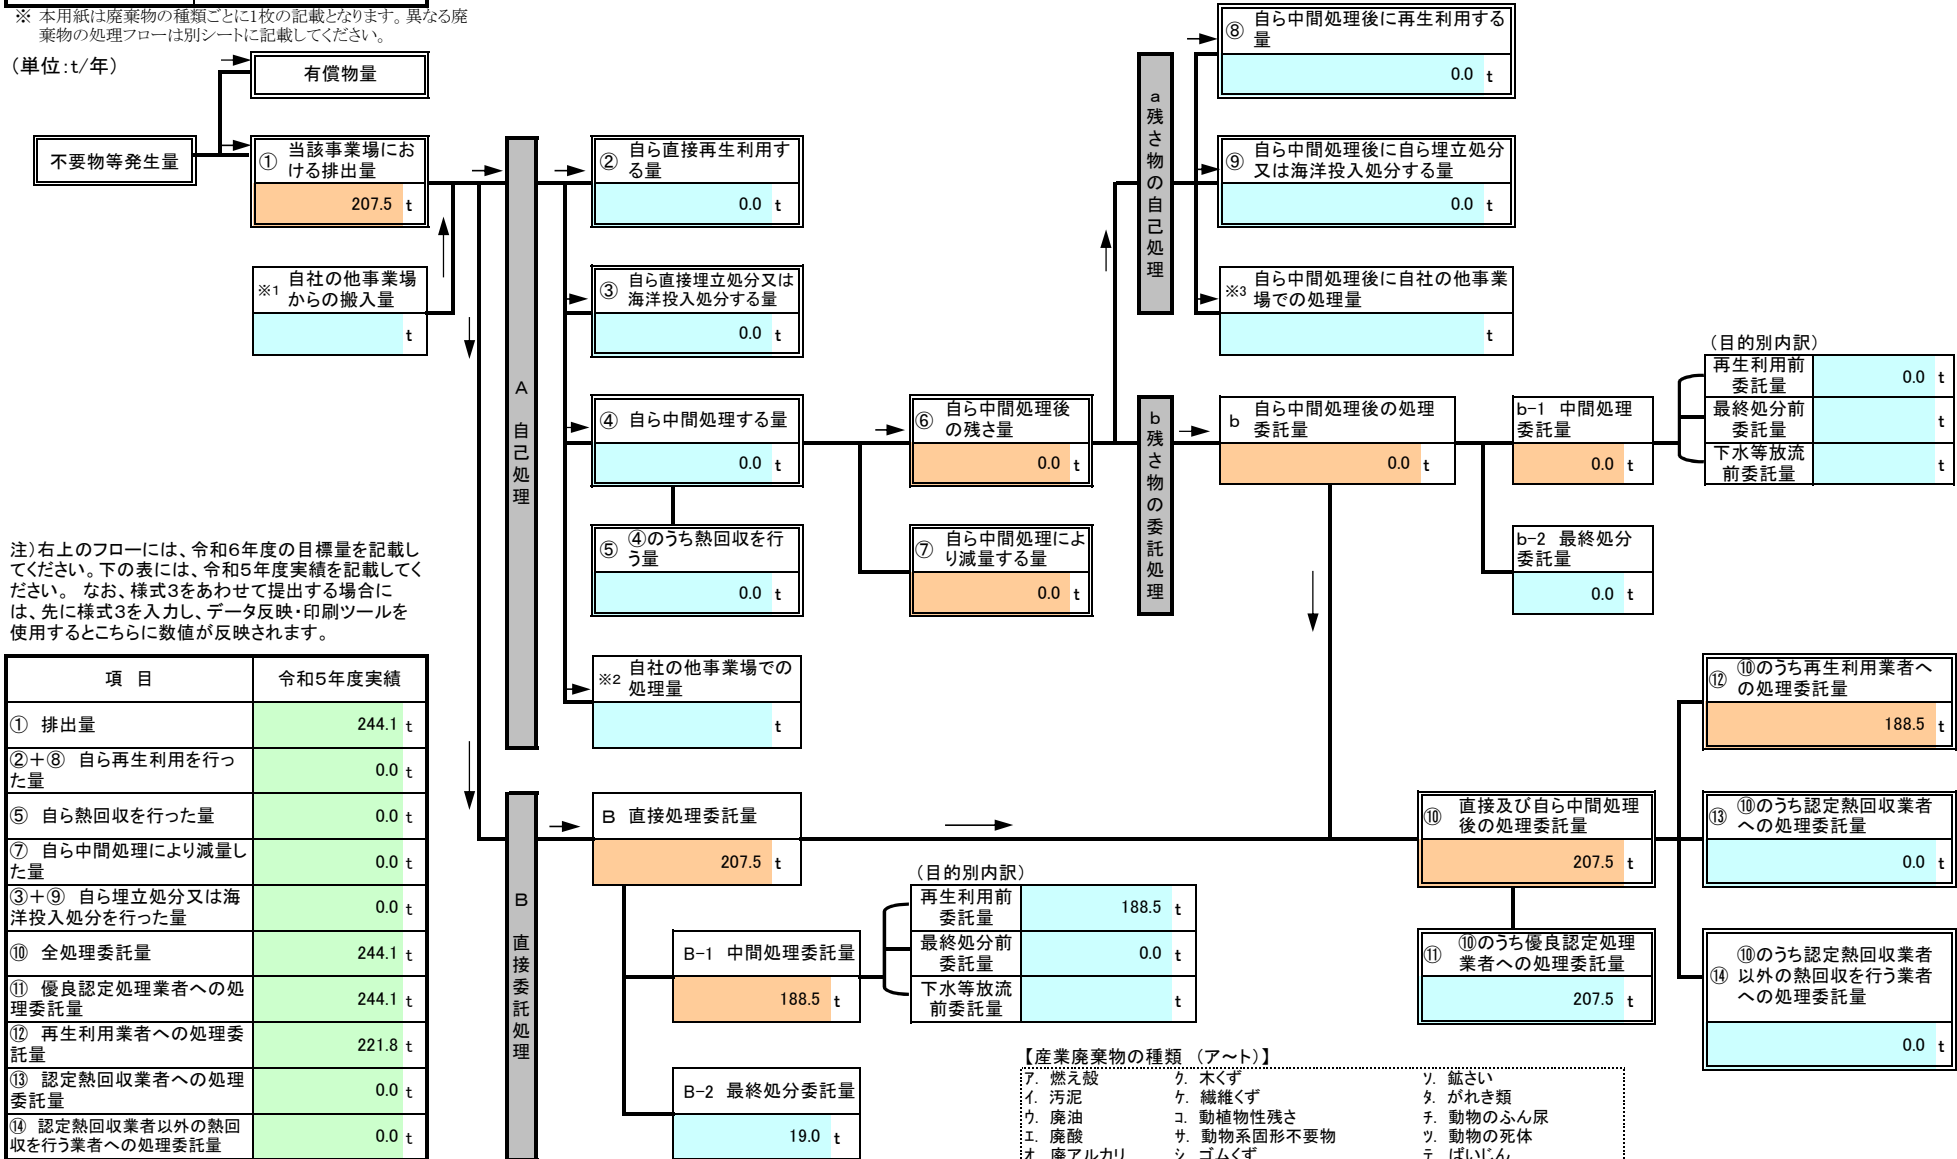 ※ 本用紙は廃棄物の種類ごとに1枚の記載となります。異なる廃
棄物の処理フローは別シートに記載してください。
(単位:t/年)
有償物量
不要物等発生量
① 当該事業場にお
ける排出量
207.5 t
※1 自社の他事業場
からの搬入量
t
A 自己処理
② 自ら直接再生利用す
る量
0.0 t
③ 自ら直接埋立処分又は
海洋投入処分する量
0.0 t
④ 自ら中間処理する量
0.0 t
⑤ ④のうち熱回収を行
う量
0.0 t
※2 自社の他事業場での
処理量
t
⑥ 自ら中間処理後
の残さ量
0.0 t
⑦ 自ら中間処理によ
り減量する量
0.0 t
a 残さ物の自己処理
⑧ 自ら中間処理後に再生利用する
量
0.0 t
⑨ 自ら中間処理後に自ら埋立処分
又は海洋投入処分する量
0.0 t
※3 自ら中間処理後に自社の他事業
場での処理量
t
b 残さ物の委託処理
b 自ら中間処理後の処理
委託量
0.0 t
b-1 中間処理
委託量
0.0 t
b-2 最終処分
委託量
0.0 t
(目的別内訳)
再生利用前
委託量
0.0 t
最終処分前
委託量
t
下水等放流
前委託量
t
注)右上のフローには、令和6年度の目標量を記載し
てください。下の表には、令和5年度実績を記載してく
ださい。 なお、様式3をあわせて提出する場合に
は、先に様式3を入力し、データ反映・印刷ツールを
使用するとこちらに数値が反映されます。
項 目 令和5年度実績
① 排出量 244.1 t
②+⑧ 自ら再生利用を行っ
た量 0.0 t
⑤ 自ら熱回収を行った量 0.0 t
⑦ 自ら中間処理により減量し
た量 0.0 t
③+⑨ 自ら埋立処分又は海
洋投入処分を行った量 0.0 t
⑩ 全処理委託量 244.1 t
⑪ 優良認定処理業者への処
理委託量 244.1 t
⑫ 再生利用業者への処理委
託量 221.8 t
⑬ 認定熱回収業者への処理
委託量 0.0 t
⑭ 認定熱回収業者以外の熱回
収を行う業者への処理委託量 0.0 t
B 直接委託処理
B 直接処理委託量
207.5 t
B-1 中間処理委託量
188.5 t
B-2 最終処分委託量
19.0 t
(目的別内訳)
再生利用前
委託量
188.5 t
最終処分前
委託量
0.0 t
下水等放流
前委託量
t
⑩ 直接及び自ら中間処理
後の処理委託量
207.5 t
⑪ ⑩のうち優良認定処理
業者への処理委託量
207.5 t
⑫ ⑩のうち再生利用業者へ
の処理委託量
188.5 t
⑬ ⑩のうち認定熱回収業者
への処理委託量
0.0 t
⑭ ⑩のうち認定熱回収業者
以外の熱回収を行う業者
への処理委託量
0.0 t
【産業廃棄物の種類 (ア~ト)】
ア. 燃え殻 ク. 木くず ソ. 鉱さい
イ. 汚泥 ケ. 繊維くず タ. がれき類
ウ. 廃油 コ. 動植物性残さ チ. 動物のふん尿
エ. 廃酸 サ. 動物系固形不要物 ツ. 動物の死体
オ. 廃アルカリ シ. ゴムくず テ. ばいじん